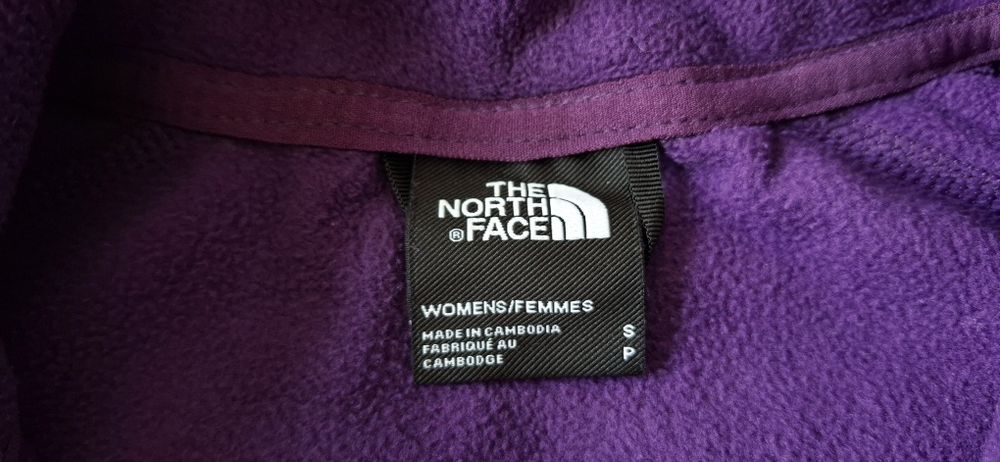 THE
NORTH
® FACE
WOMENS/FEMMES
MADE IN CAMBODIA
FABRIQUÉ AU
CAMBODGE
S
P